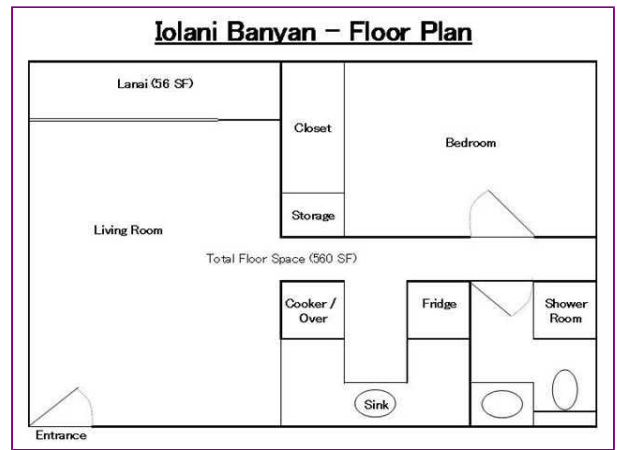 Iolani Banyan - Floor Plan
Lanai (56 SF)
Closet
Bedroom
Storage
Living Room
Total Floor Space (560 SF)
Cooker /
Over
Fridge
Shower
Room
Sink
Entrance